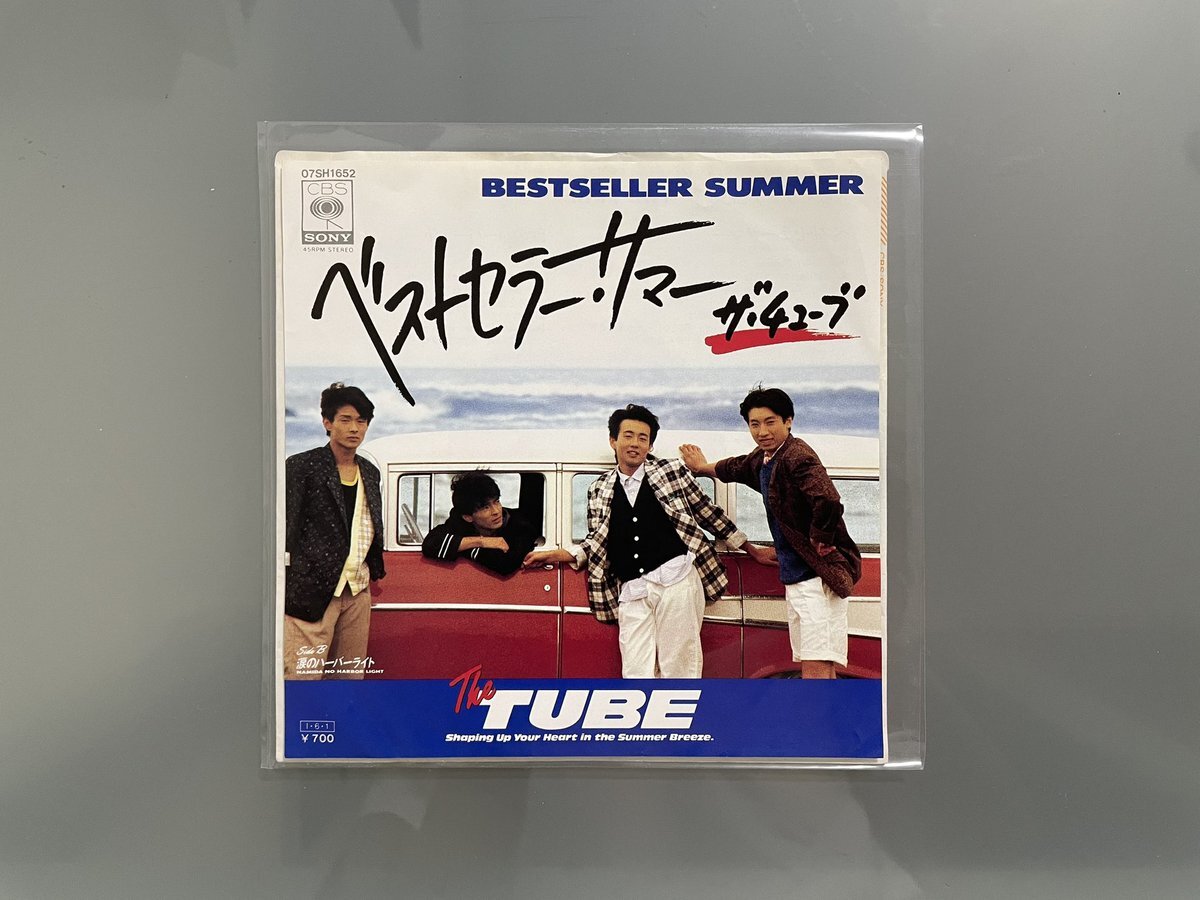 07SH1652
CBS
SONY
45RPM STEREO
BESTSELLER SUMMER
ベストセラー・サマー
ザ・チューブ
Side B
涙のハーバーライト
NAMIDA NO HARBOR LIGHT
The TUBE
Shaping Up Your Heart in the Summer Breeze.
1・6・1
¥700
CBS/SONY